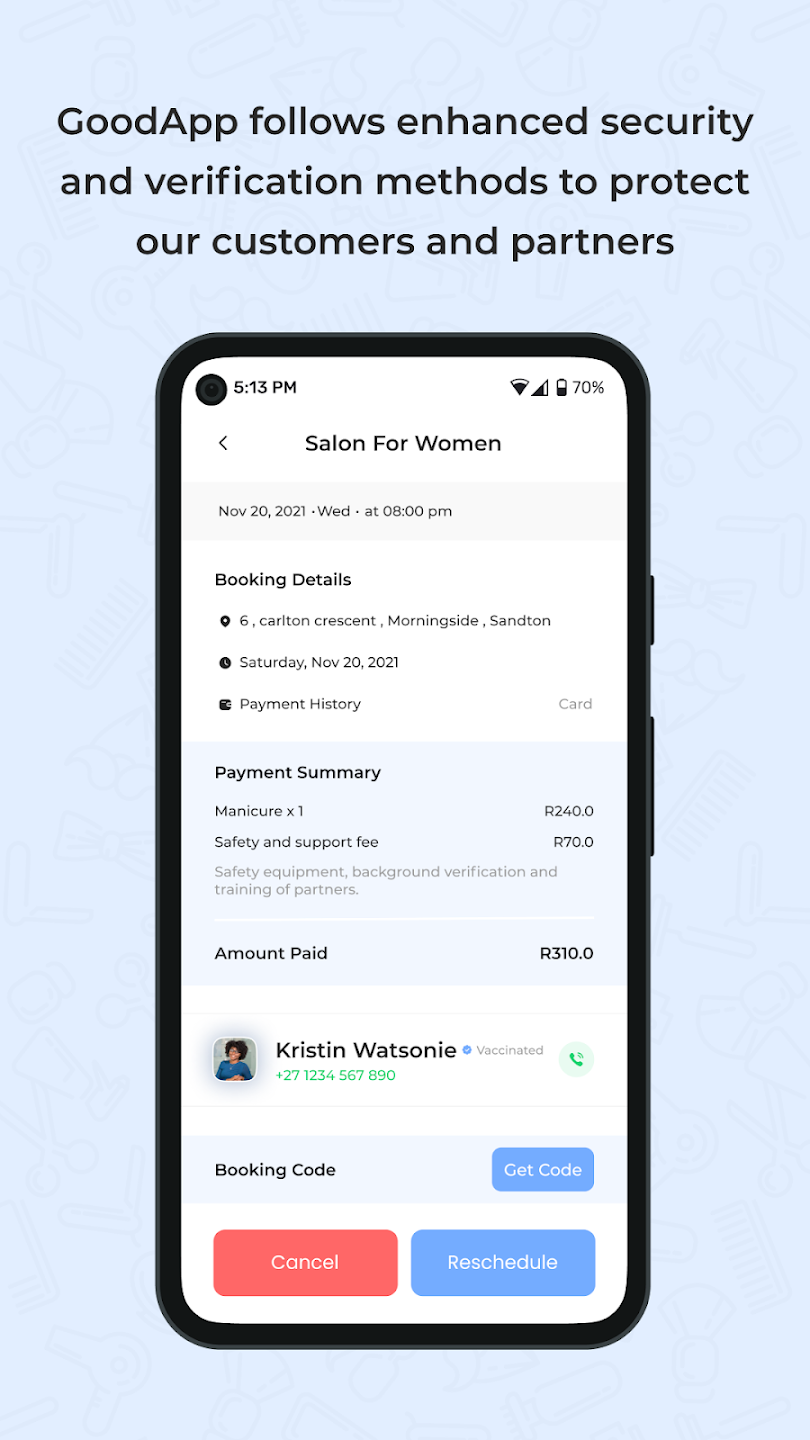 GoodApp follows enhanced security
and verification methods to protect
our customers and partners
5:13 PM
70%
Salon For Women
Nov 20, 2021 · Wed · at 08:00 pm
Booking Details
6 , carlton crescent , Morningside , Sandton
Saturday, Nov 20, 2021
Payment History Card
Payment Summary
Manicure x 1 R240.0
Safety and support fee R70.0
Safety equipment, background verification and
training of partners.
Amount Paid R310.0
Kristin Watsonie Vaccinated
+27 1234 567 890
Booking Code Get Code
Cancel Reschedule